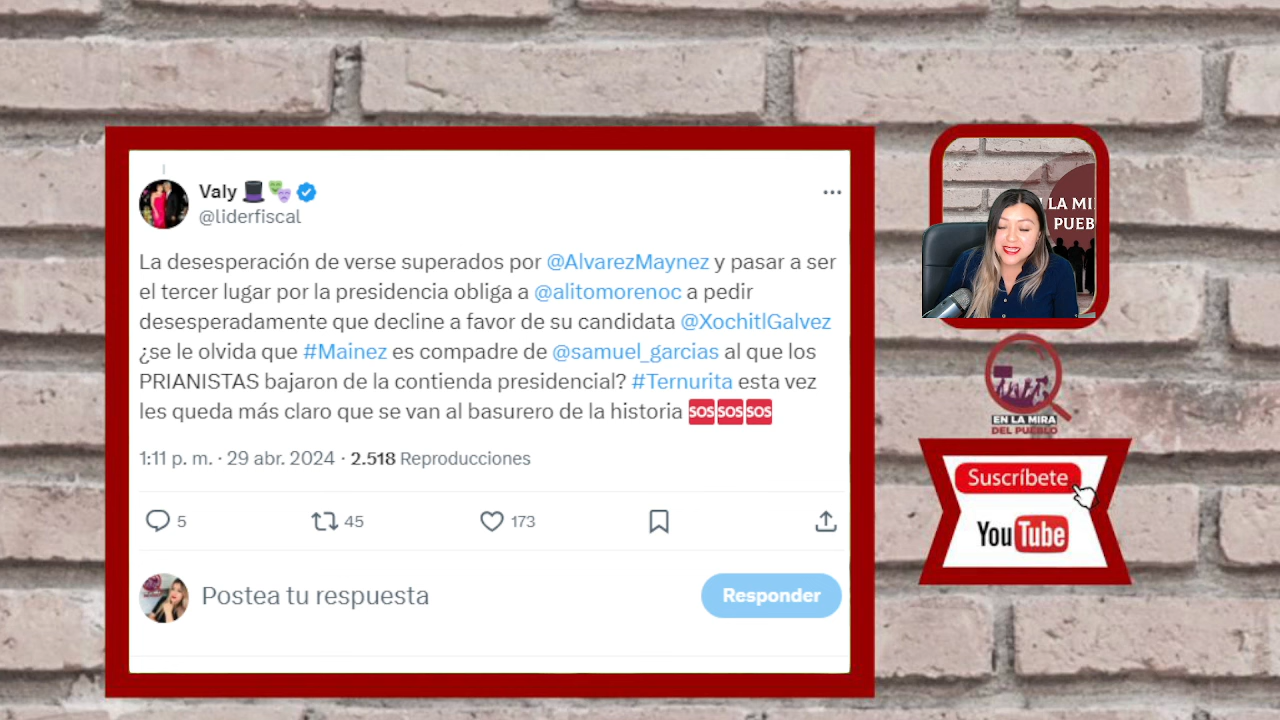 Valy
@liderfiscal
La desesperación de verse superados por @AlvarezMaynez y pasar a ser
el tercer lugar por la presidencia obliga a @alitomorenoc a pedir
desesperadamente que decline a favor de su candidata @XochitlGalvez
¿se le olvida que #Mainez es compadre de @samuel_garcias al que los
PRIANISTAS bajaron de la contienda presidencial? #Ternurita esta vez
les queda más claro que se van al basurero de la historia 🆘🆘🆘
1:11 p. m. · 29 abr. 2024 · 2.518 Reproducciones
5 45 173
Postea tu respuesta
Responder
LA MI
PUEB
EN LA MIRA
DEL PUEBLO
Suscríbete
YouTube